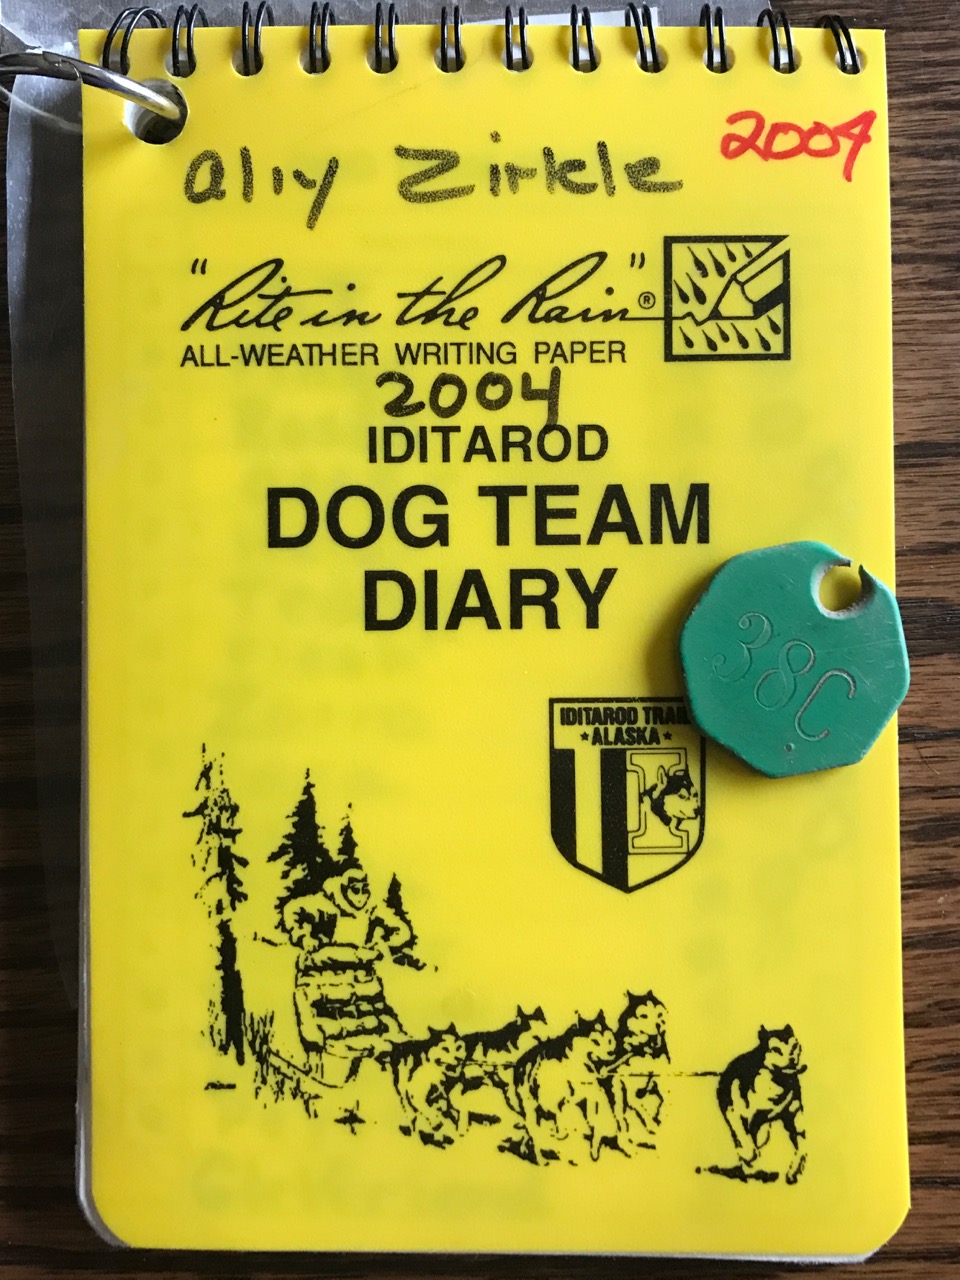 2004
Aliy Zirkle
"Rite in the Rain"®
ALL-WEATHER WRITING PAPER
2004
IDITAROD
DOG TEAM
DIARY
38C
IDITAROD TRAIL
★ALASKA★
I